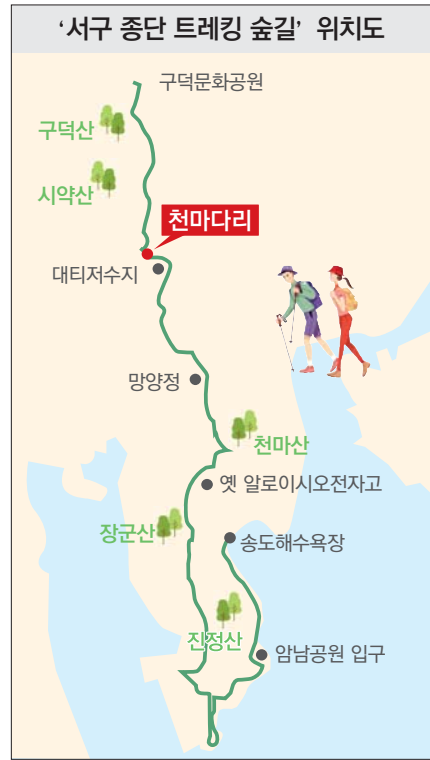 ‘서구 종단 트레킹 숲길’ 위치도
구덕문화공원
구덕산
시약산
천마다리
대티저수지
망양정
천마산
옛 알로이시오전자고
장군산
송도해수욕장
진정산
암남공원 입구